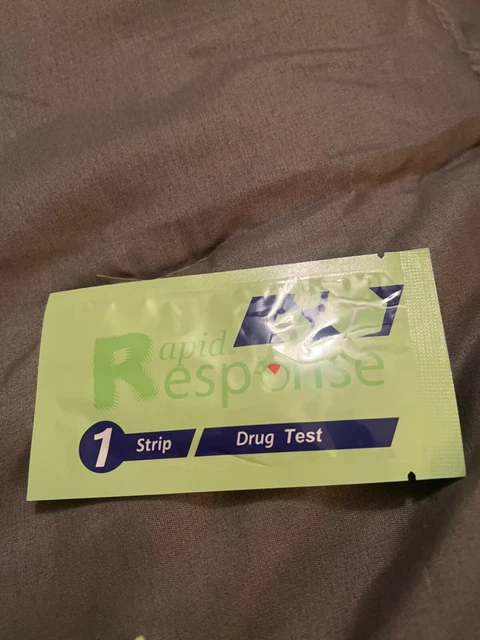 Rapid
Response
1 Strip Drug Test